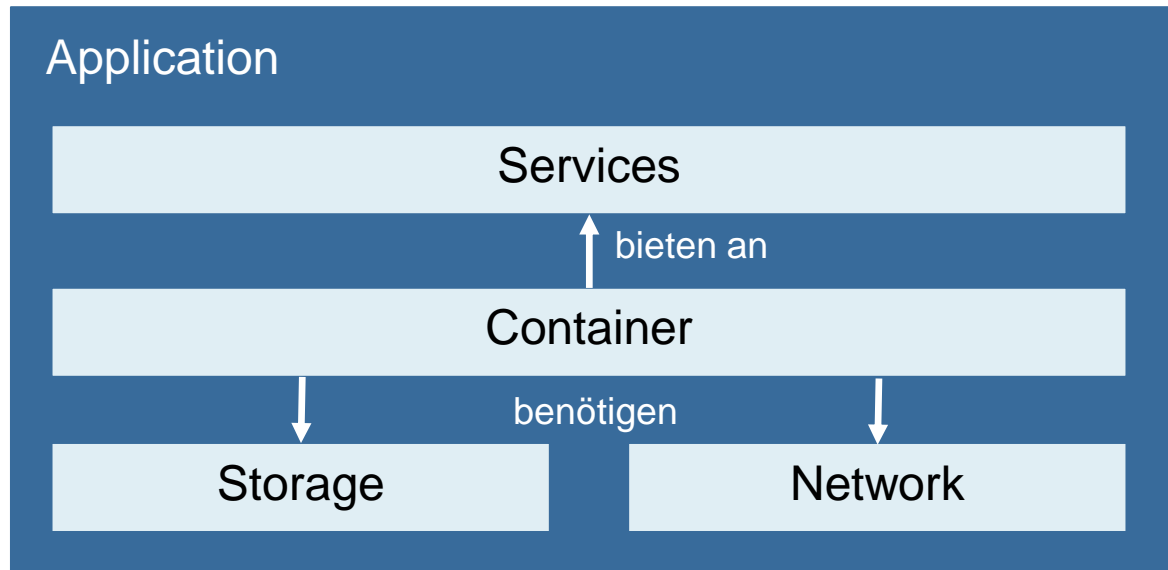 Application
Services
bieten an
Container
benötigen
Storage
Network